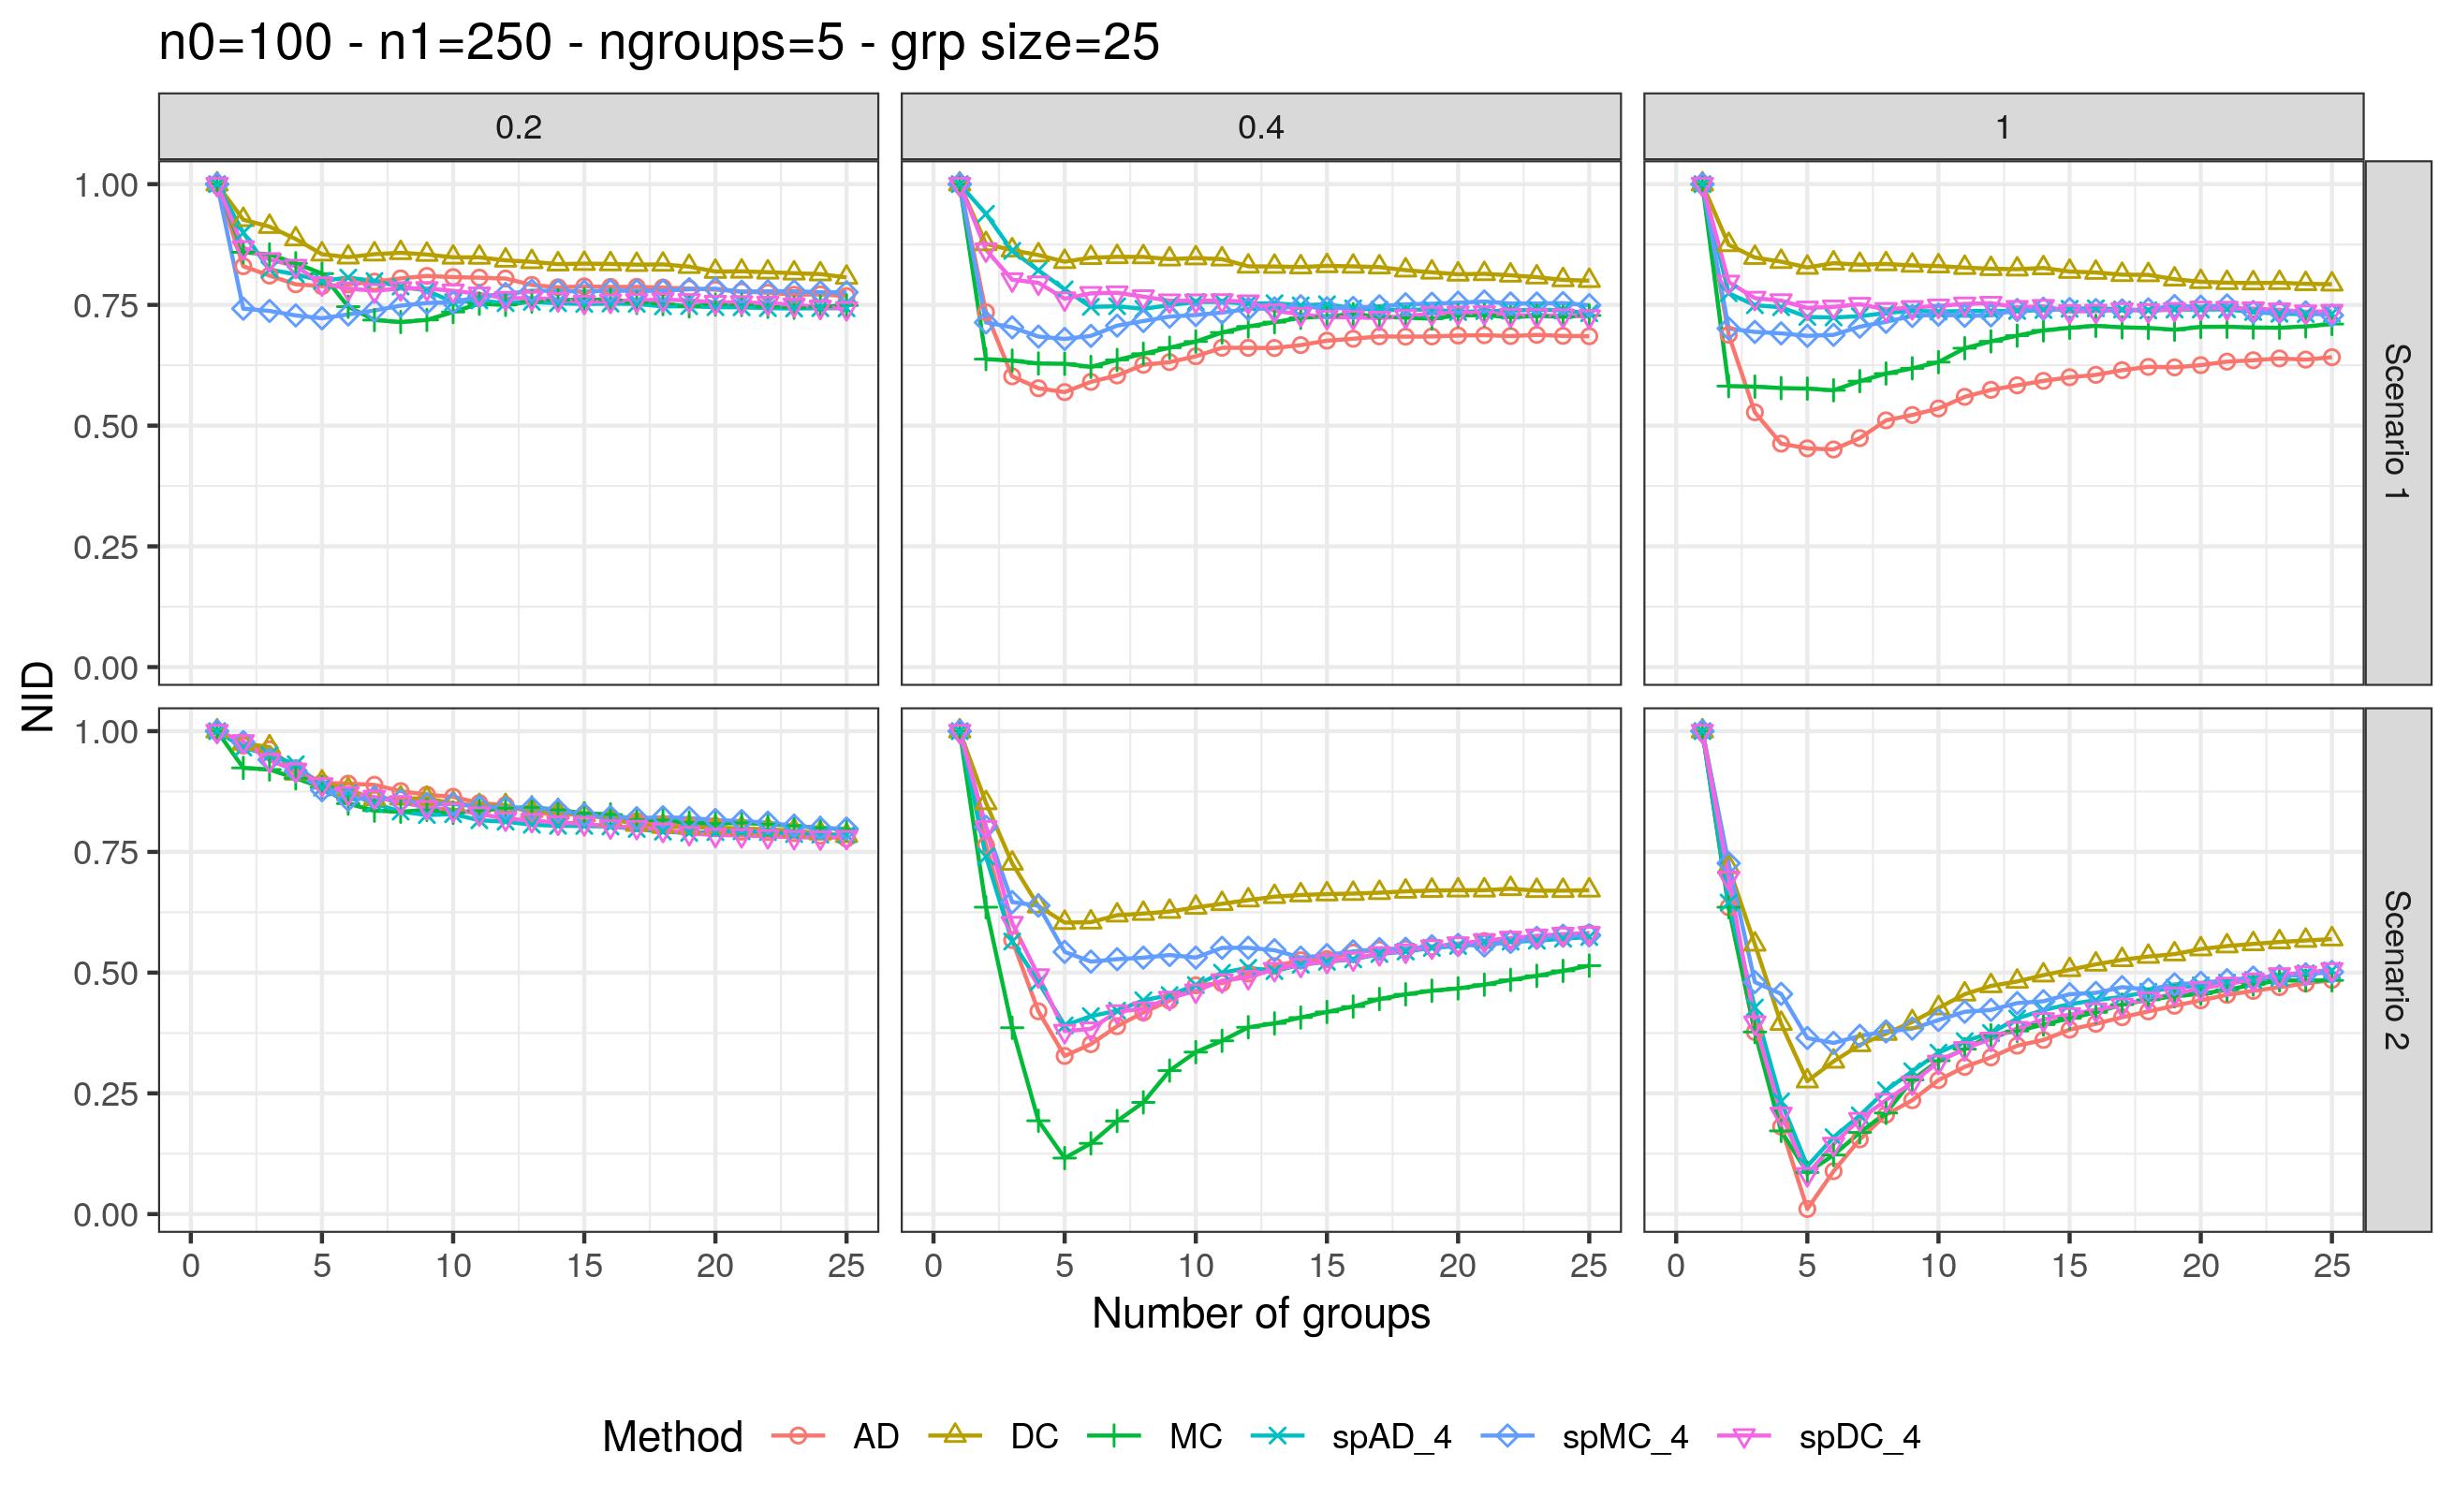 n0=100 - n1=250 - ngroups=5 - grp size=25
0.2 0.4 1
1.00
0.75
0.50
0.25
0.00
Scenario 1
NID
1.00
0.75
0.50
0.25
0.00
Scenario 2
0 5 10 15 20 25 0 5 10 15 20 25 0 5 10 15 20 25
Number of groups
Method AD DC MC spAD_4 spMC_4 spDC_4